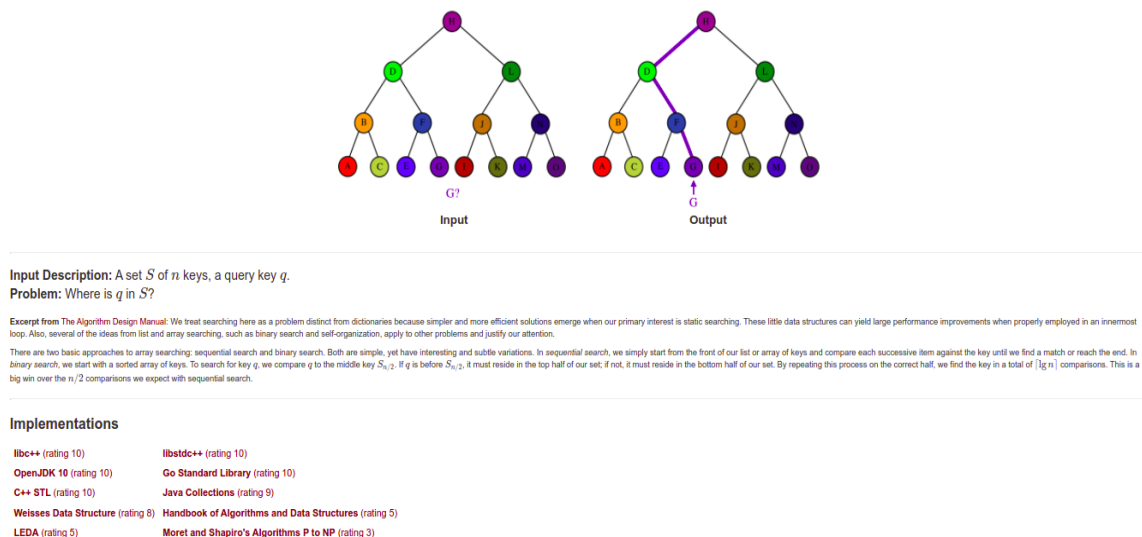 H H
D L D L
B F J N B F J N
A C E G I K M O A C E G I K M O
G? G
Input Output
Input Description: A set S of n keys, a query key q.
Problem: Where is q in S?
Excerpt from The Algorithm Design Manual: We treat searching here as a problem distinct from dictionaries because simpler and more efficient solutions emerge when our primary interest is static searching. These little data structures can yield large performance improvements when properly employed in an innermost
loop. Also, several of the ideas from list and array searching, such as binary search and self-organization, apply to other problems and justify our attention.
There are two basic approaches to array searching: sequential search and binary search. Both are simple, yet have interesting and subtle variations. In sequential search, we simply start from the front of our list or array of keys and compare each successive item against the key until we find a match or reach the end. In
binary search, we start with a sorted array of keys. To search for key q, we compare q to the middle key S_{n/2}. If q is before S_{n/2}, it must reside in the top half of our set; if not, it must reside in the bottom half of our set. By repeating this process on the correct half, we find the key in a total of ⌈lg n⌉ comparisons. This is a
big win over the n/2 comparisons we expect with sequential search.
Implementations
libc++ (rating 10) libstdc++ (rating 10)
OpenJDK 10 (rating 10) Go Standard Library (rating 10)
C++ STL (rating 10) Java Collections (rating 9)
Weisses Data Structure (rating 8) Handbook of Algorithms and Data Structures (rating 5)
LEDA (rating 5) Moret and Shapiro's Algorithms P to NP (rating 3)